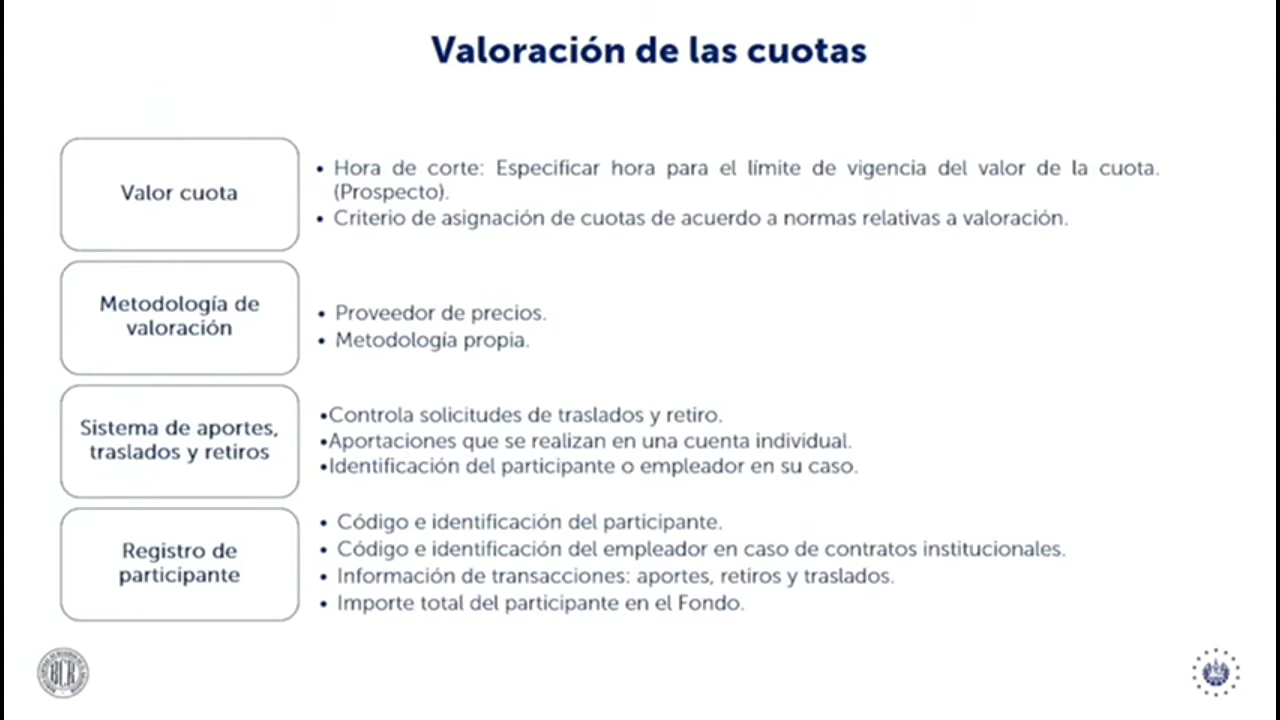 Valoración de las cuotas
Valor cuota
• Hora de corte: Especificar hora para el límite de vigencia del valor de la cuota.
(Prospecto).
• Criterio de asignación de cuotas de acuerdo a normas relativas a valoración.
Metodología de
valoración
• Proveedor de precios.
• Metodología propia.
Sistema de aportes,
traslados y retiros
•Controla solicitudes de traslados y retiro.
•Aportaciones que se realizan en una cuenta individual.
•Identificación del participante o empleador en su caso.
Registro de
participante
• Código e identificación del participante.
• Código e identificación del empleador en caso de contratos institucionales.
• Información de transacciones: aportes, retiros y traslados.
• Importe total del participante en el Fondo.
BCR